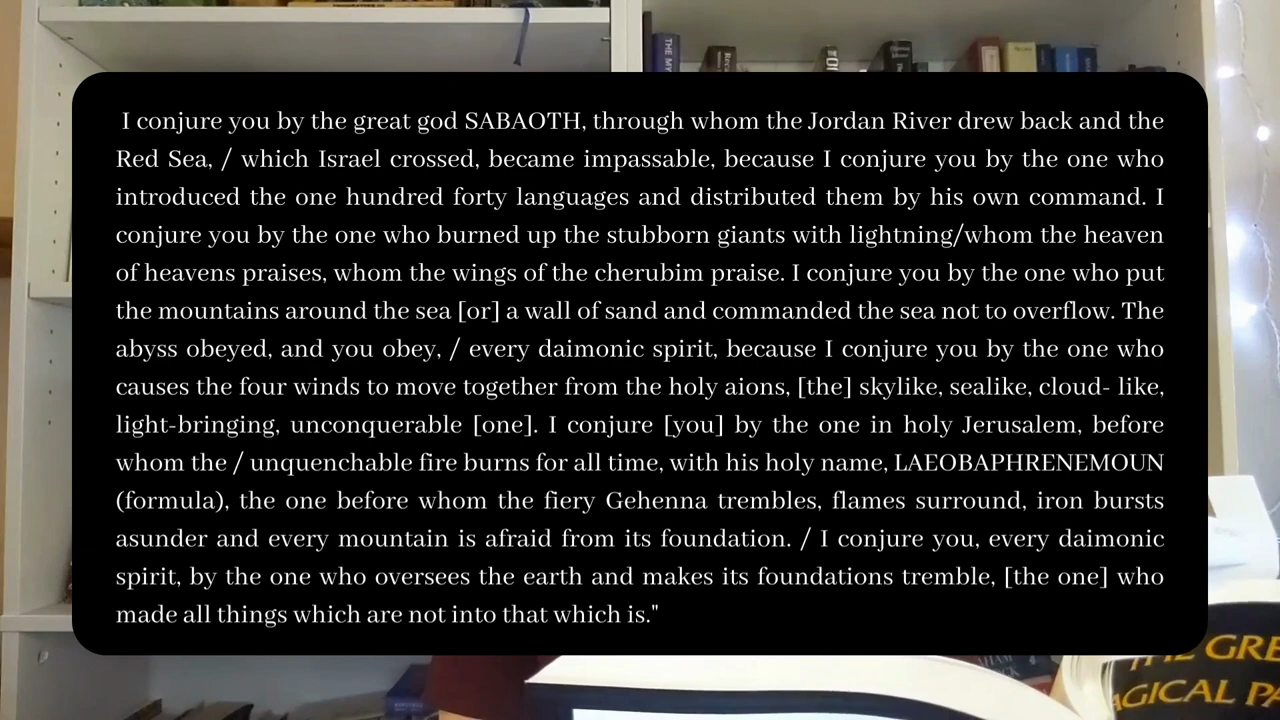 THE MY
I conjure you by the great god SABAOTH, through whom the Jordan River drew back and the
Red Sea, / which Israel crossed, became impassable, because I conjure you by the one who
introduced the one hundred forty languages and distributed them by his own command. I
conjure you by the one who burned up the stubborn giants with lightning/whom the heaven
of heavens praises, whom the wings of the cherubim praise. I conjure you by the one who put
the mountains around the sea [or] a wall of sand and commanded the sea not to overflow. The
abyss obeyed, and you obey, / every daimonic spirit, because I conjure you by the one who
causes the four winds to move together from the holy aions, [the] skylike, sealike, cloud- like,
light-bringing, unconquerable [one]. I conjure [you] by the one in holy Jerusalem, before
whom the / unquenchable fire burns for all time, with his holy name, LAEOBAPHRENEMOUN
(formula), the one before whom the fiery Gehenna trembles, flames surround, iron bursts
asunder and every mountain is afraid from its foundation. / I conjure you, every daimonic
spirit, by the one who oversees the earth and makes its foundations tremble, [the one] who
made all things which are not into that which is."
THE GRE
AGICAL PA